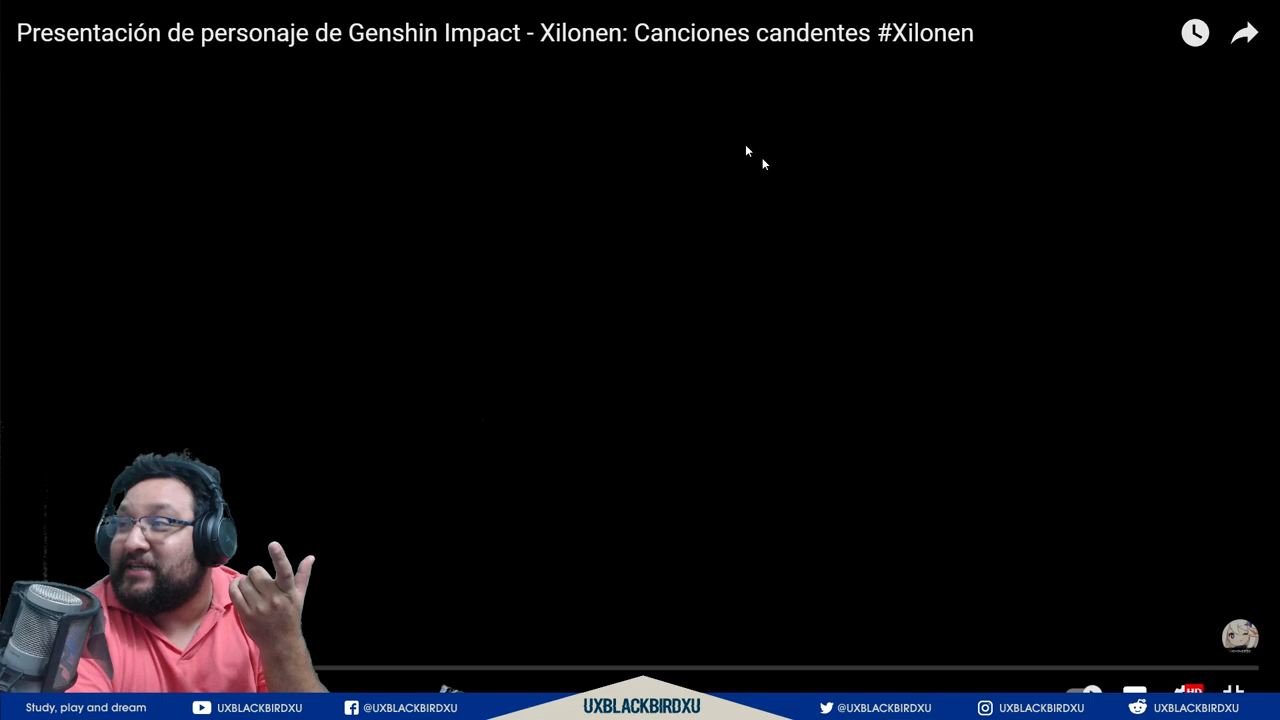 Presentación de personaje de Genshin Impact - Xilonen: Canciones candentes #Xilonen
HD
Study, play and dream
UXBLACKBIRDXU
@UXBLACKBIRDXU
UXBLACKBIRDXU
@UXBLACKBIRDXU
UXBLACKBIRDXU
UXBLACKBIRDXU